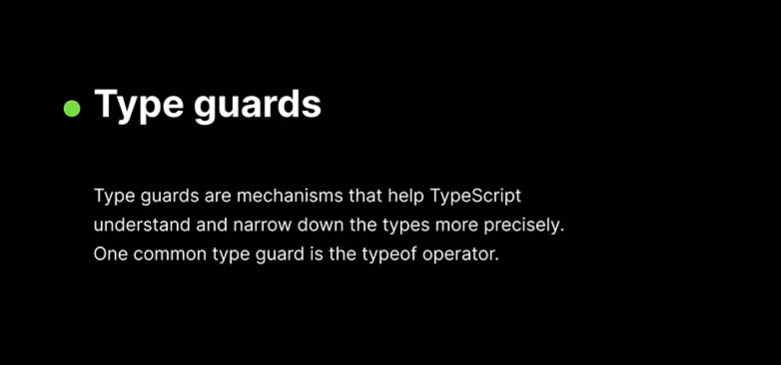 Type guards
Type guards are mechanisms that help TypeScript
understand and narrow down the types more precisely.
One common type guard is the typeof operator.